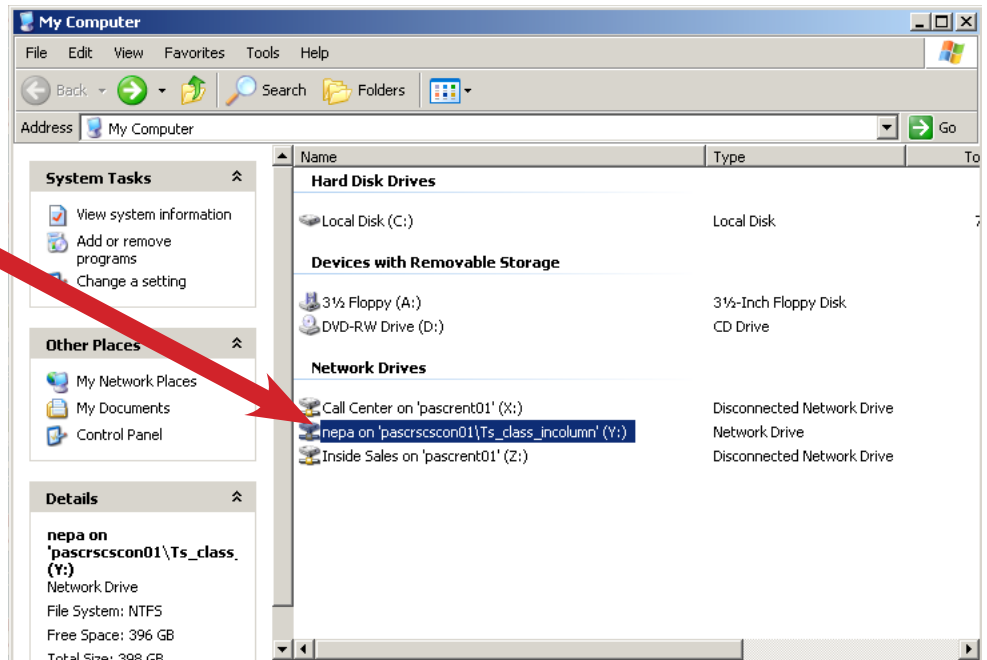 My Computer
File Edit View Favorites Tools Help
Back Search Folders
Address My Computer Go
System Tasks
View system information
Add or remove
programs
Change a setting
Other Places
My Network Places
My Documents
Control Panel
Details
nepa on
'pascrscscon01\Ts_class_
(Y:)
Network Drive
File System: NTFS
Free Space: 396 GB
Total Size: 398 GB
Name Type To
Hard Disk Drives
Local Disk (C:) Local Disk 7
Devices with Removable Storage
3½ Floppy (A:) 3½-Inch Floppy Disk
DVD-RW Drive (D:) CD Drive
Network Drives
Call Center on 'pascrent01' (X:) Disconnected Network Drive
nepa on 'pascrscscon01\Ts_class_incolumn' (Y:) Network Drive
Inside Sales on 'pascrent01' (Z:) Disconnected Network Drive